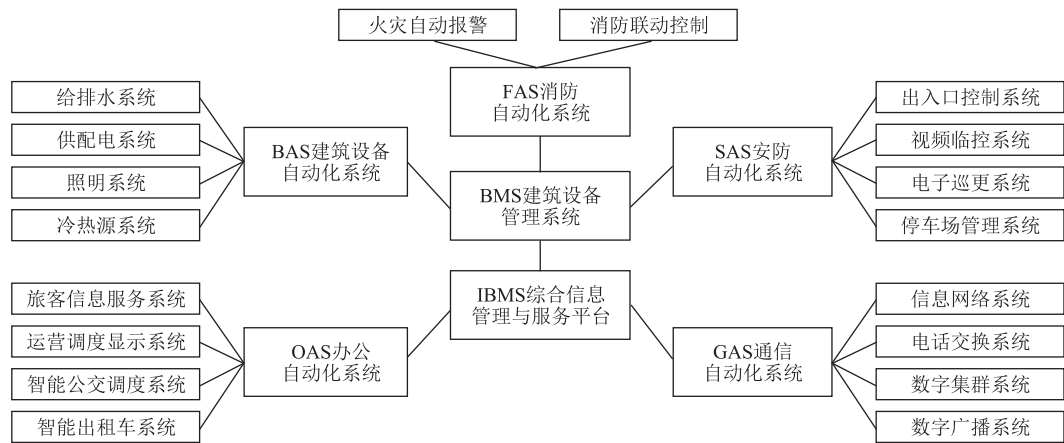 火灾自动报警
消防联动控制
FAS消防
自动化系统
给排水系统
供配电系统
照明系统
冷热源系统
BAS建筑设备
自动化系统
BMS建筑设备
管理系统
SAS安防
自动化系统
出入口控制系统
视频临控系统
电子巡更系统
停车场管理系统
IBMS综合信息
管理与服务平台
旅客信息服务系统
运营调度显示系统
智能公交调度系统
智能出租车系统
OAS办公
自动化系统
GAS通信
自动化系统
信息网络系统
电话交换系统
数字集群系统
数字广播系统